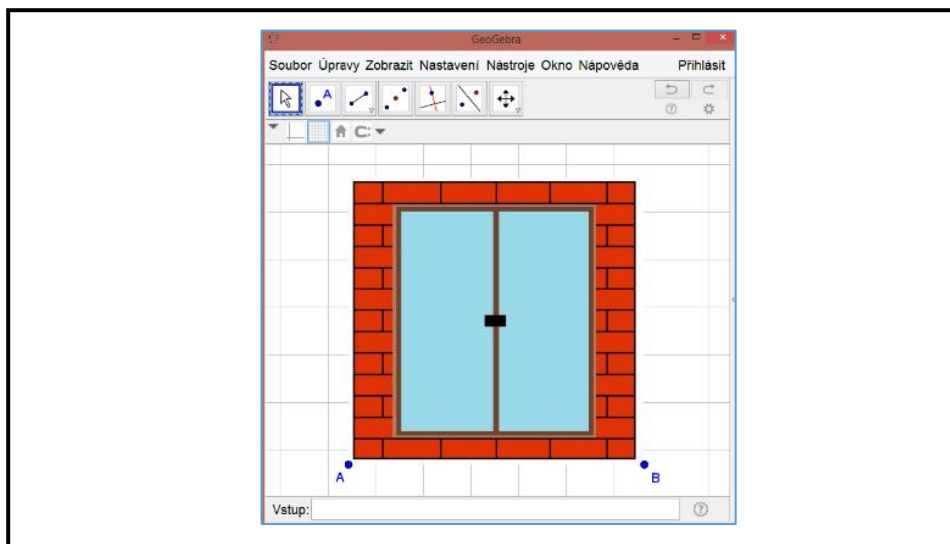 GeoGebra
Soubor Úpravy Zobrazit Nastavení Nástroje Okno Nápověda Přihlásit
A
A B
Vstup: